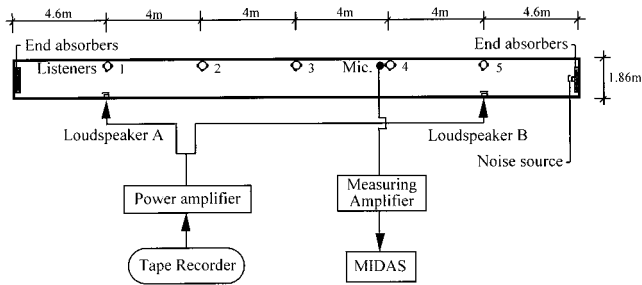 4.6m 4m 4m 4m 4m 4.6m
End absorbers End absorbers
Listeners 1 2 3 Mic. 4 5
1.86m
Loudspeaker A Loudspeaker B
Noise source
Power amplifier
Measuring
Amplifier
Tape Recorder
MIDAS